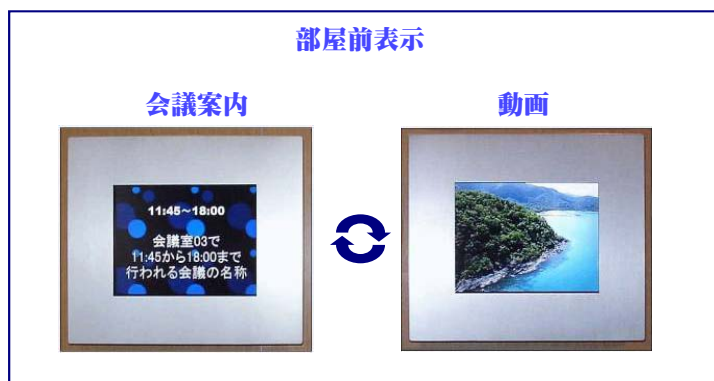 部屋前表示
会議案内
動画
11:45～18:00
会議室03で
11:45から18:00まで
行われる会議の名称